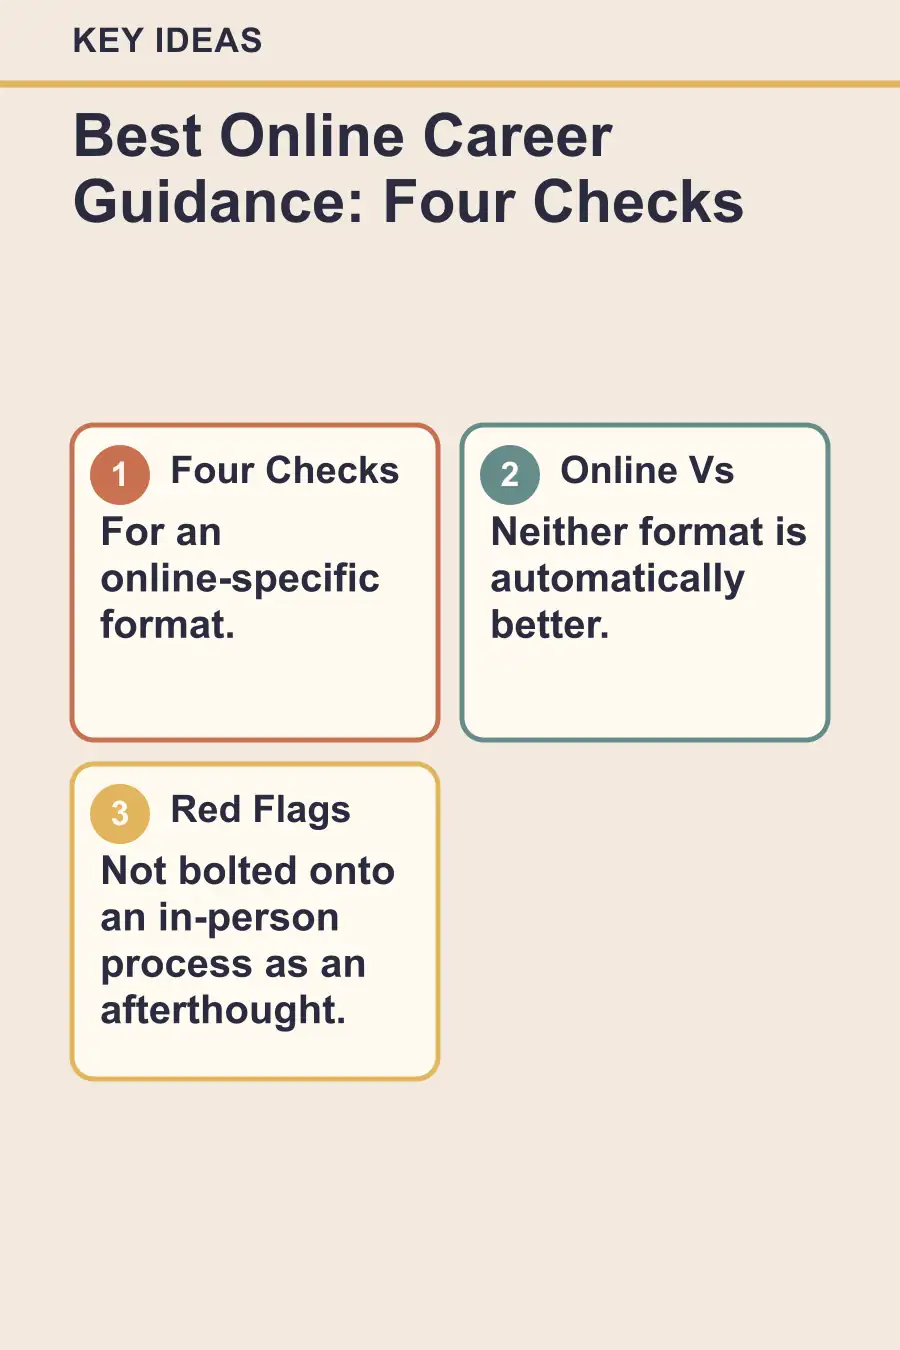 KEY IDEAS
Best Online Career
Guidance: Four Checks
1 Four Checks
For an
online-specific
format.
2 Online Vs
Neither format is
automatically
better.
3 Red Flags
Not bolted onto
an in-person
process as an
afterthought.